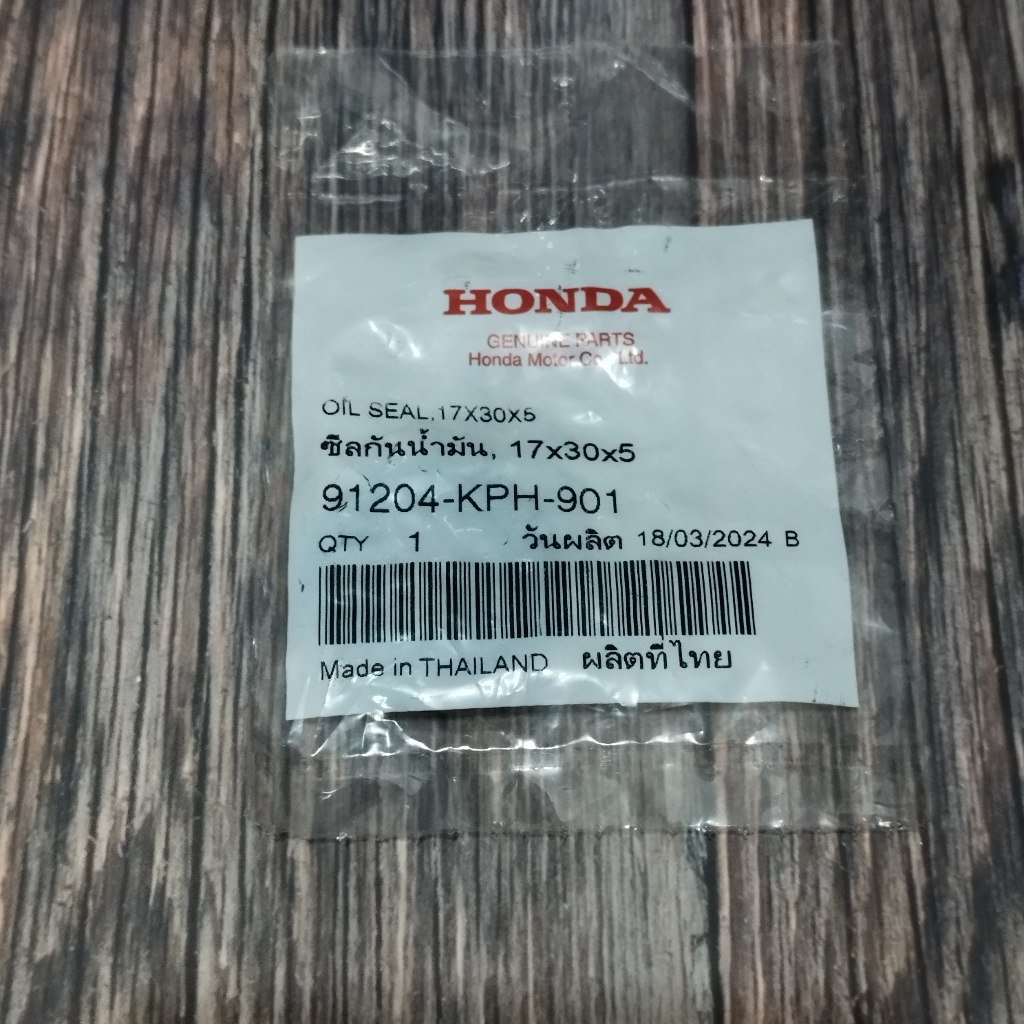 HONDA
GENUINE PARTS
Honda Motor Co., Ltd.
OIL SEAL,17X30X5
ซีลกันน้ำมัน, 17x30x5
91204-KPH-901
QTY 1 วันผลิต 18/03/2024 B
Made in THAILAND ผลิตที่ไทย